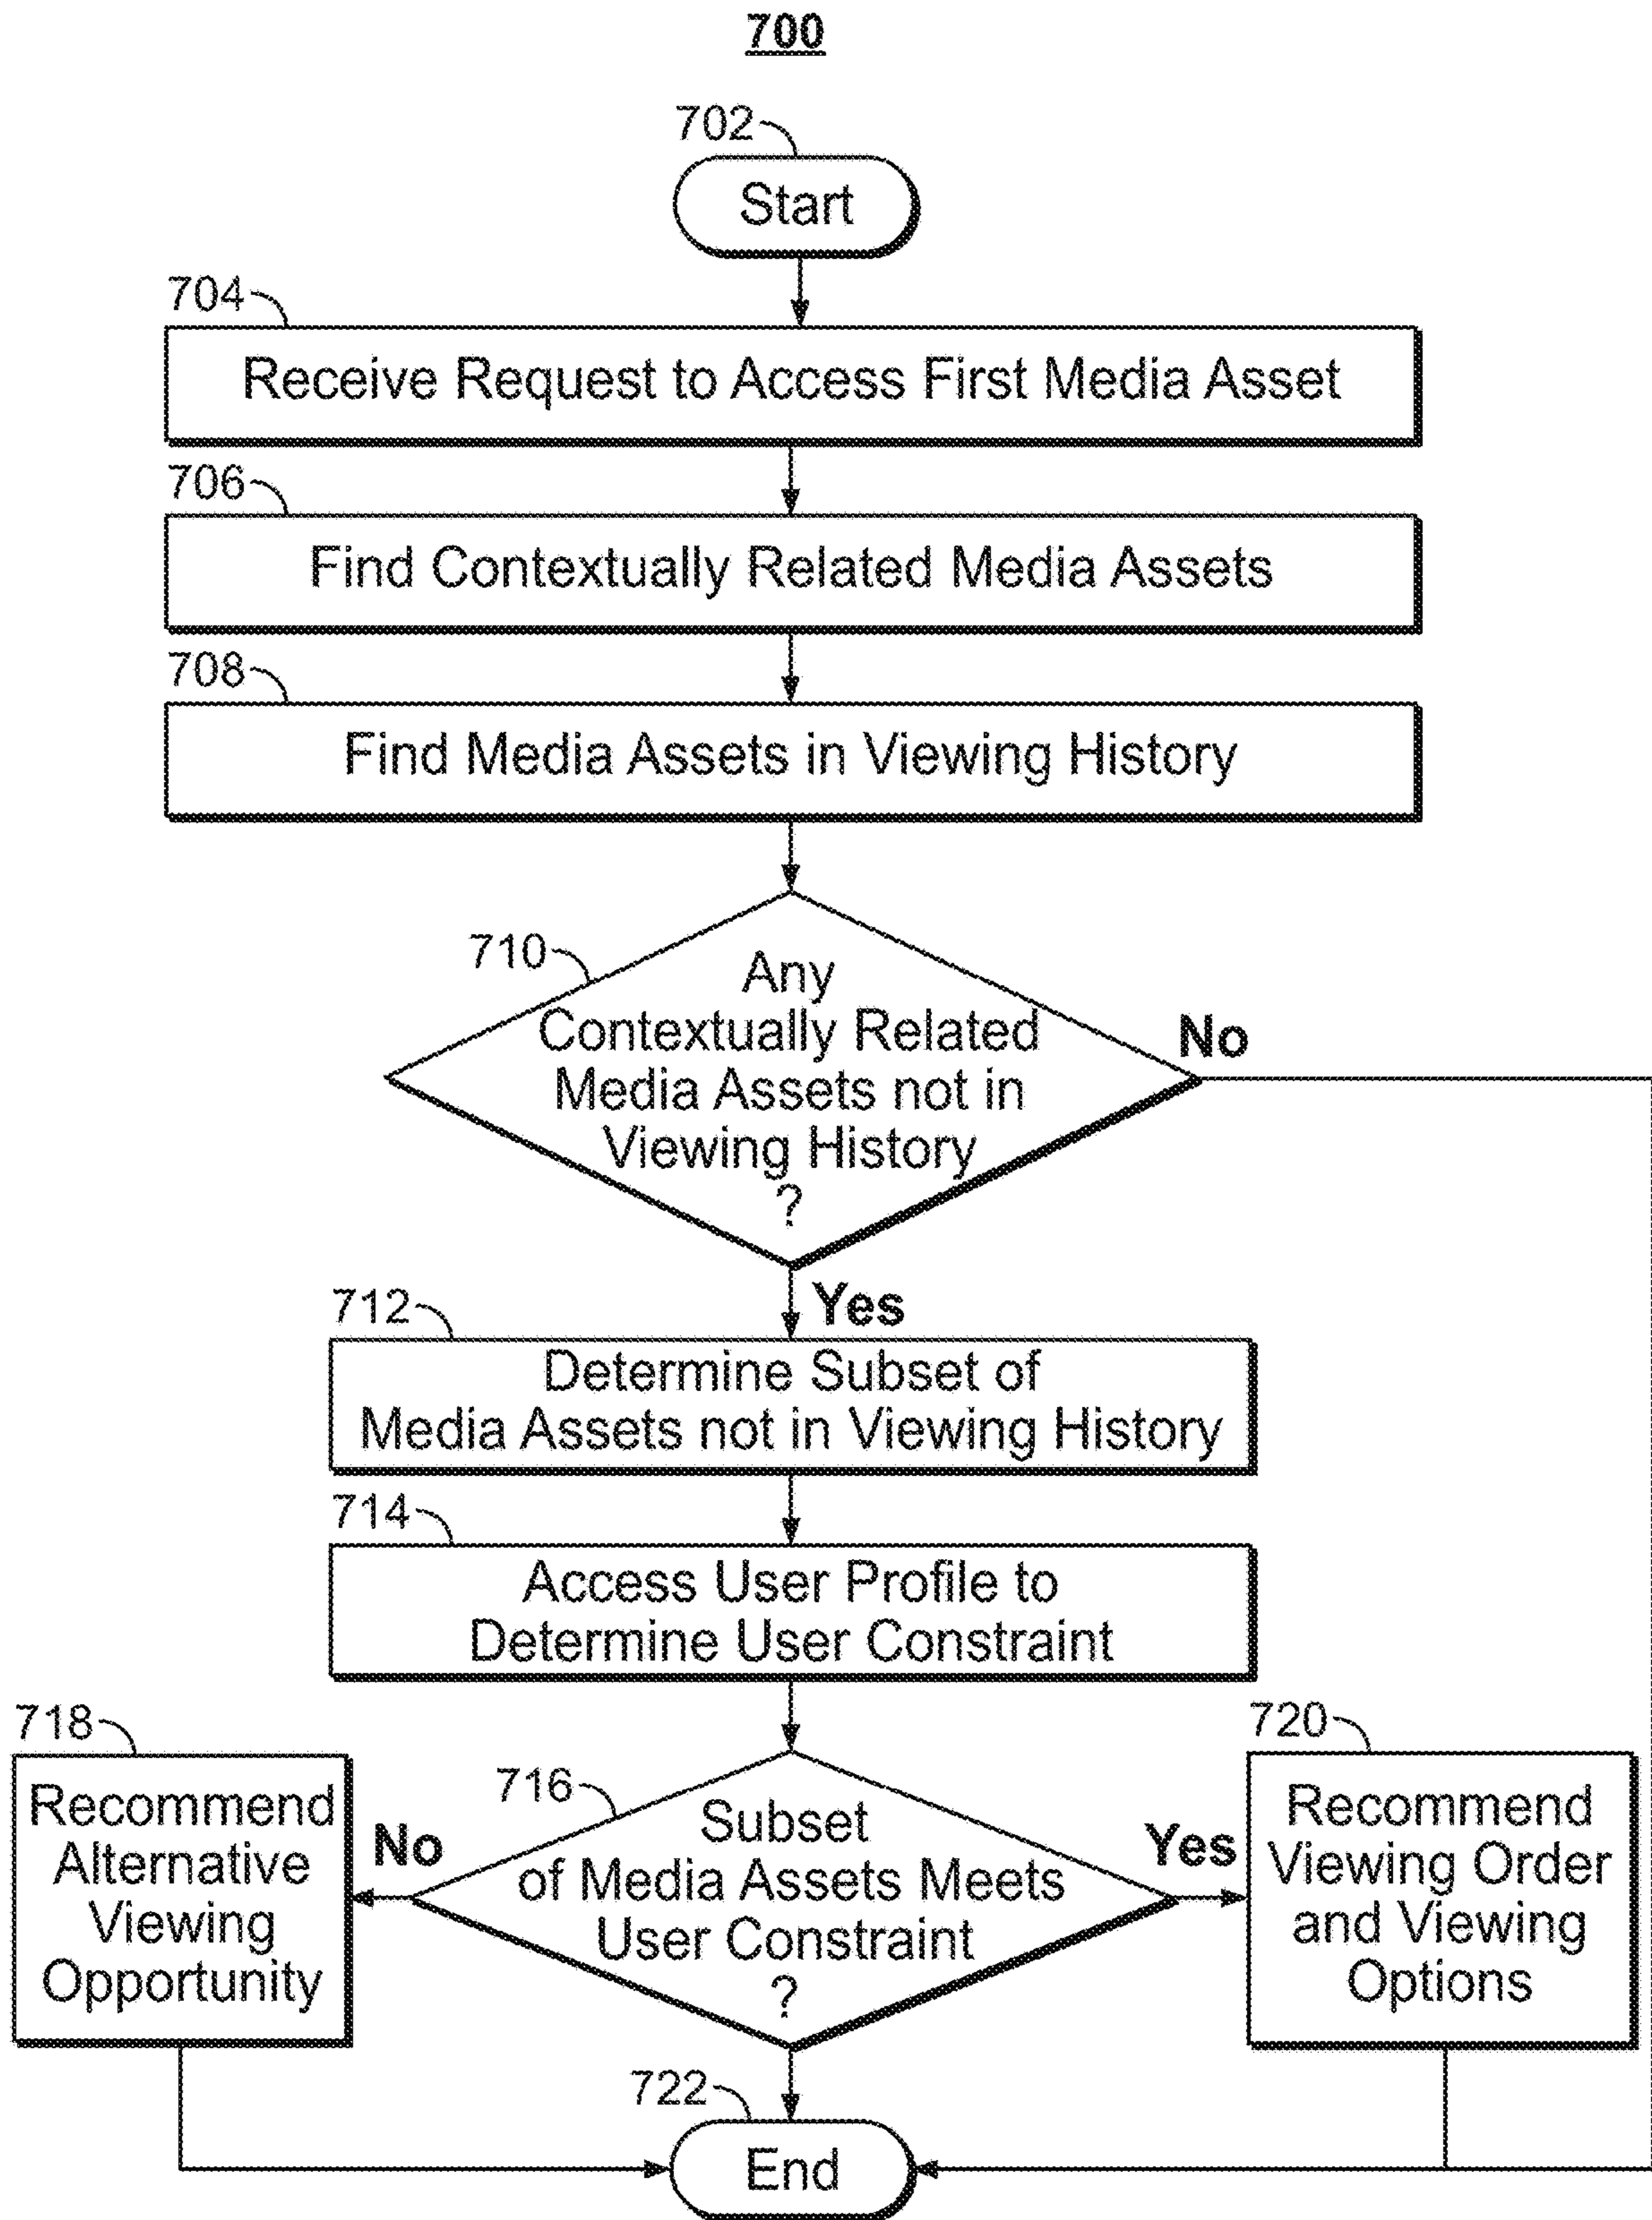 700
702
Start
704
Receive Request to Access First Media Asset
706
Find Contextually Related Media Assets
708
Find Media Assets in Viewing History
710
Any
Contextually Related
Media Assets not in
Viewing History
?
No
Yes
712
Determine Subset of
Media Assets not in Viewing History
714
Access User Profile to
Determine User Constraint
718
Recommend
Alternative
Viewing
Opportunity
No
716
Subset
of Media Assets Meets
User Constraint
?
Yes
720
Recommend
Viewing Order
and Viewing
Options
722
End